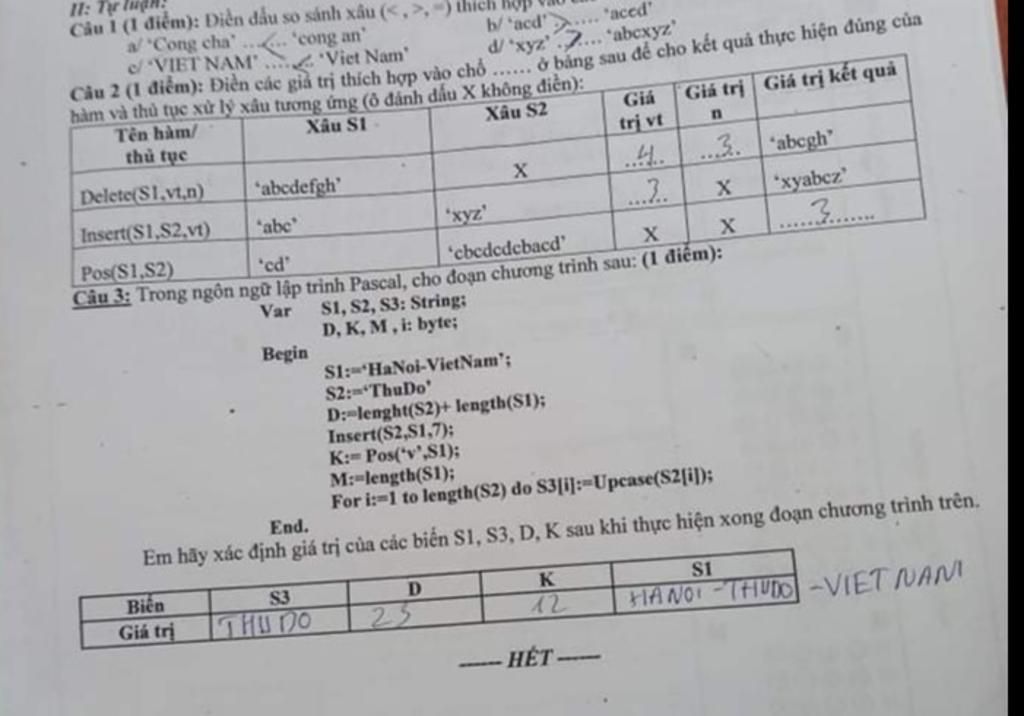 II: Tự luận:
Câu 1 (1 điểm): Điền dấu so sánh xâu (< , >, =) thích hợp vào
a/ ‘Cong cha’ ...<... ‘cong an’
b/ ‘acd’ ..>.... ‘aced’
c/ ‘VIET NAM’ .....<. ‘Viet Nam’
d/ ‘xyz’ .>.... ‘abcxyz’
Câu 2 (1 điểm): Điền các giá trị thích hợp vào chỗ ...... ở bảng sau để cho kết quả thực hiện đúng của
hàm và thủ tục xử lý xâu tương ứng (ô đánh dấu X không điền):
Tên hàm/ thủ tục Xâu S1 Xâu S2 Giá trị vt Giá trị n Giá trị kết quả
Delete(S1,vt,n) ‘abcdefgh’ X ..4.. ..3.. ‘abcgh’
Insert(S1,S2,vt) ‘abc’ ‘xyz’ ..3.. X ‘xyabcz’
Pos(S1,S2) ‘cd’ ‘cbcdcdcbacd’ X X ......3.......
Câu 3: Trong ngôn ngữ lập trình Pascal, cho đoạn chương trình sau: (1 điểm):
Var S1, S2, S3: String;
D, K, M , i: byte;
Begin
S1:=‘HaNoi-VietNam’;
S2:=‘ThuDo’
D:=lenght(S2)+ length(S1);
Insert(S2,S1,7);
K:= Pos(‘v’,S1);
M:=length(S1);
For i:=1 to length(S2) do S3[i]:=Upcase(S2[i]);
End.
Em hãy xác định giá trị của các biến S1, S3, D, K sau khi thực hiện xong đoạn chương trình trên.
Biến S3 D K S1
Giá trị THUDO 23 12 HANOI-THUDO -VIETNAM
------ HẾT ------